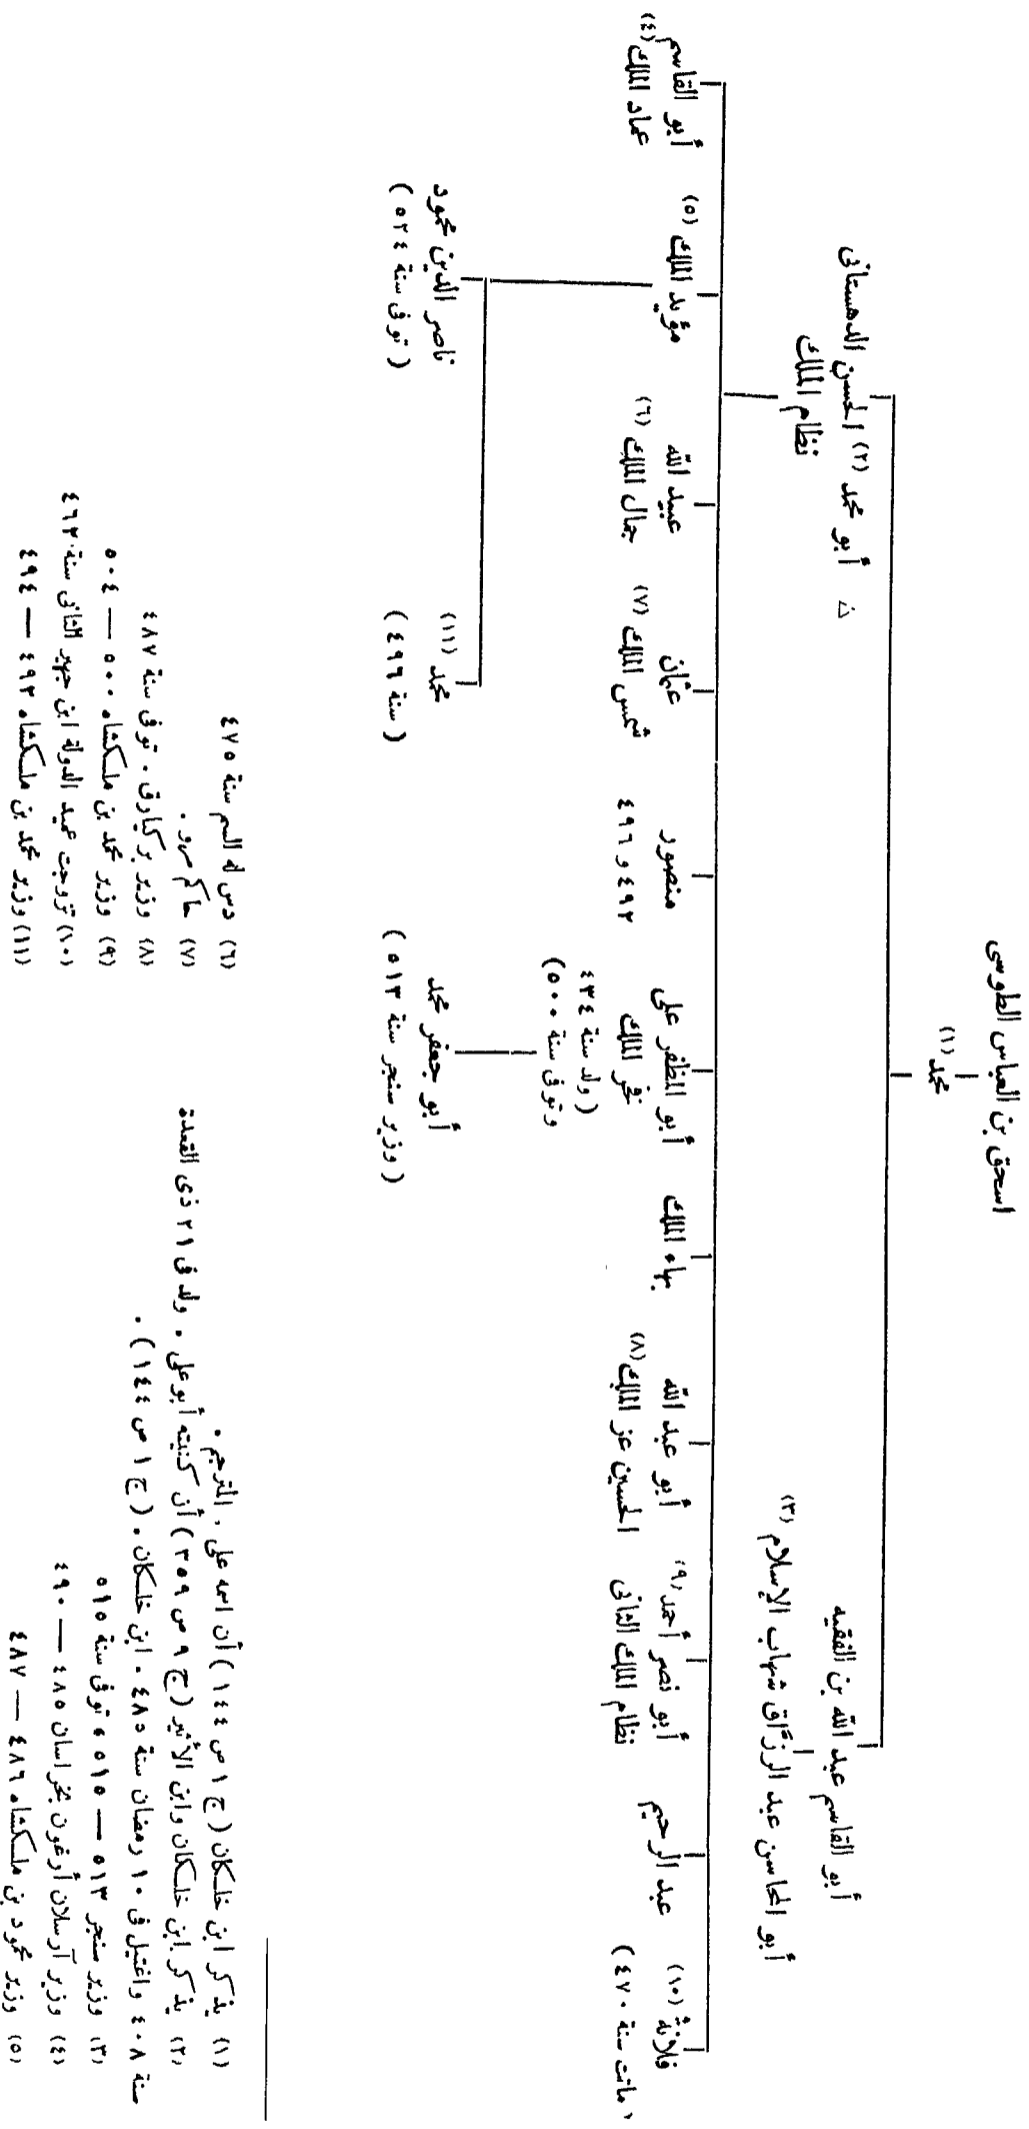 اسحق بن العباس الطوسى
محمد (١)
△ أبو محمد (٢) الحسن الدهستانى
نظام الملك
أبو القاسم عبد الله بن الفقيه
أبو المحاسن عبد الرزاق شهاب الإسلام (٣)
أبو القاسم
عماد الملك (٤)
مؤيد الملك (٥)
عبيد الله
جمال الملك (٦)
عثمان
شمس الملك (٧)
منصور
٤٩٢ و ٤٩٦
أبو المظفر على
فخر الملك
(ولد سنة ٤٣٤
وتوفى سنة ٥٠٠)
بهاء الملك
أبو عبد الله
الحسين عز الملك (٨)
أبو نصر أحمد (٩)
نظام الملك الثانى
عبد الرحيم
فلانة (١٠)
(ماتت سنة ٤٧٠)
ناصر الدين محمود
(توفى سنة ٥٢٤)
محمد (١١)
(سنة ٤٩٦)
أبو جعفر محمد
(وزير سنجر سنة ٥١٣)
(١) يذكر ابن خلكان (ج ١ ص ١٤٤) أن اسمه على . المترجم .
(٢) يذكر ابن خلكان وابن الأثير (ج ٩ ص ٣٥٩) أن كنيته أبو على . ولد فى ٢١ ذى القعدة
سنة ٤٠٨ واغتيل فى ١٠ رمضان سنة ٤٨٥ . ابن خلكان . (ج ١ ص ١٤٤) .
(٣) وزير سنجر ٥١٣ — ٥١٥ ، توفى سنة ٥١٥
(٤) وزير آرسلان أرغون بخراسان ٤٨٥ — ٤٩٠
(٥) وزير محمود بن ملكشاه ٤٨٦ — ٤٨٧
(٦) دس له السم سنة ٤٧٥
(٧) حاكم مرو .
(٨) وزير بركيارق . توفى سنة ٤٨٧
(٩) وزير محمد بن ملكشاه ٥٠٠ — ٥٠٤
(١٠) تزوجت عميد الدولة ابن جهير الثانى سنة ٤٦٢
(١١) وزير محمد بن ملكشاه ٤٩٢ — ٤٩٤